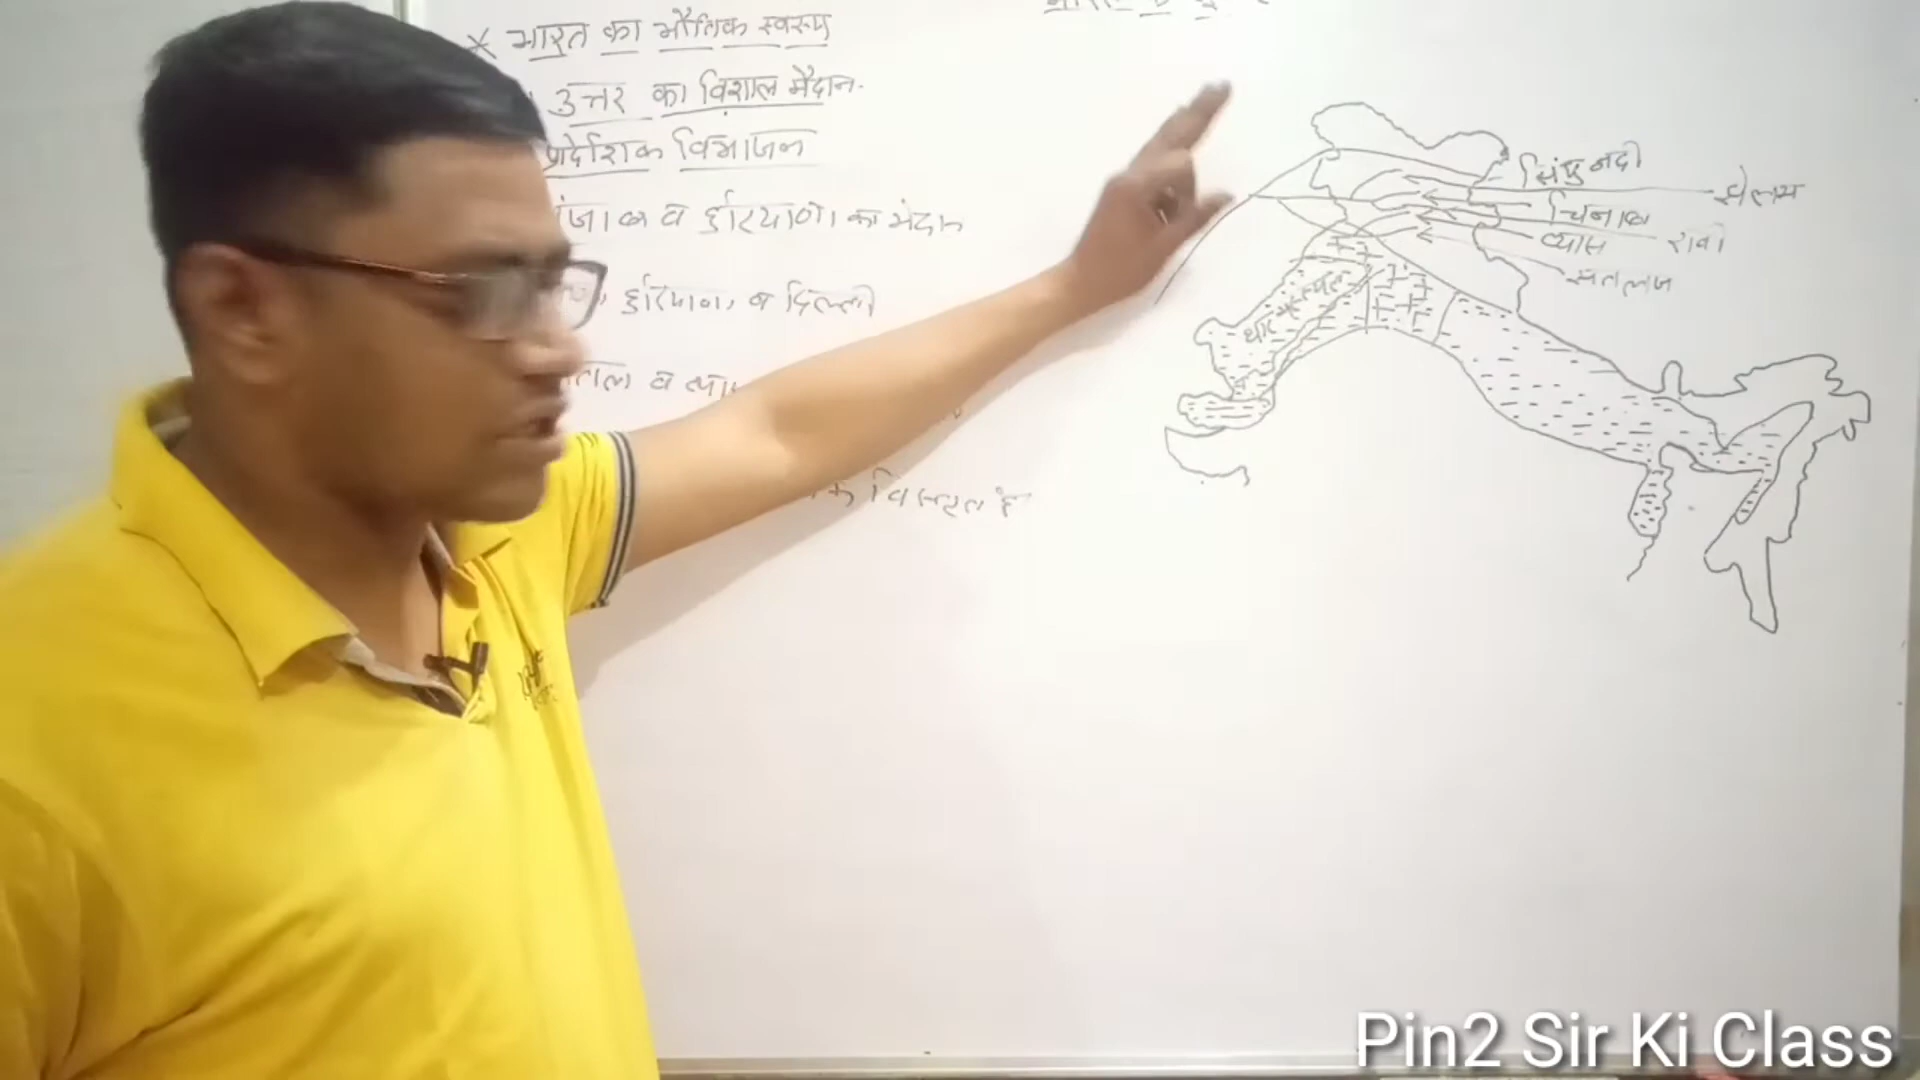 * भारत का भौतिक स्वरूप
उत्तर का विशाल मैदान.
प्रादेशिक विभाजन
व हरियाणा का मैदान
हरियाणा, व दिल्ली
व
विस्तृत है
सिंधु नदी
झेलम
चिनाब
व्यास
रावी
सतलज
थार मरुस्थल
Pin2 Sir Ki Class